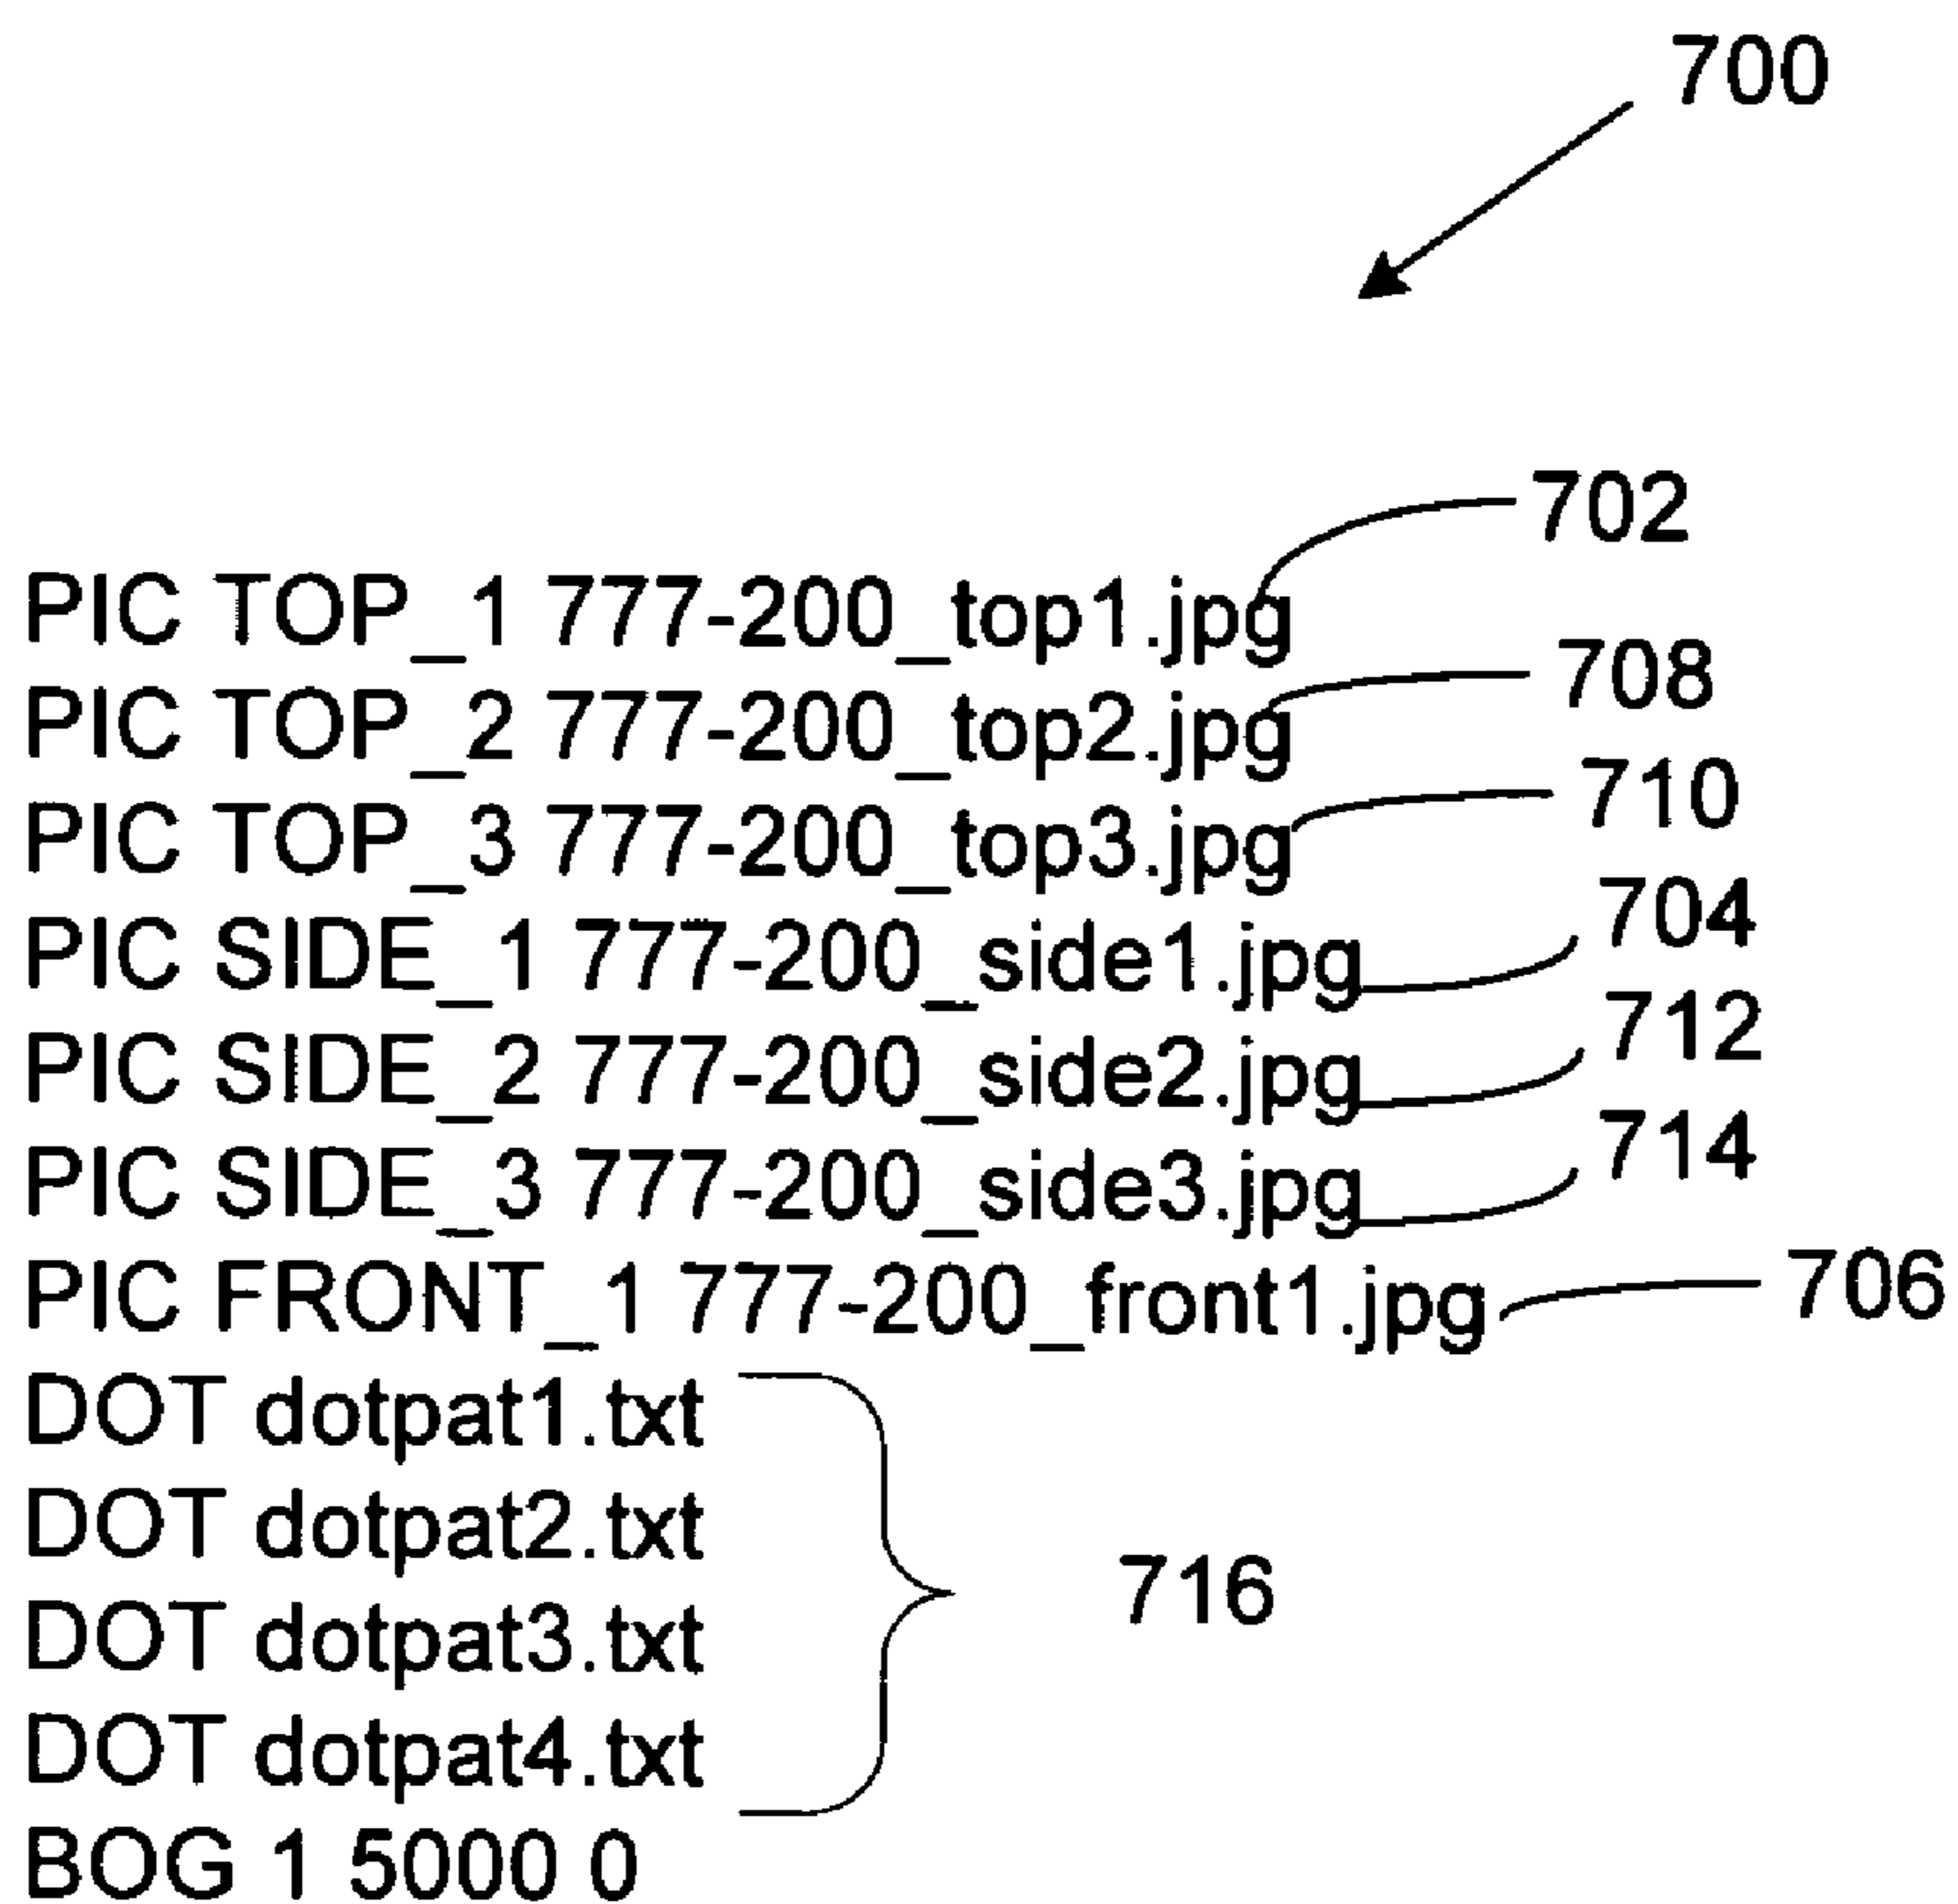 700
702
PIC TOP_1 777-200_top1.jpg
708
PIC TOP_2 777-200_top2.jpg
710
PIC TOP_3 777-200_top3.jpg
704
PIC SIDE_1 777-200_side1.jpg
712
PIC SIDE_2 777-200_side2.jpg
714
PIC SIDE_3 777-200_side3.jpg
PIC FRONT_1 777-200_front1.jpg 706
DOT dotpat1.txt
DOT dotpat2.txt
716
DOT dotpat3.txt
DOT dotpat4.txt
BOG 1 5000 0